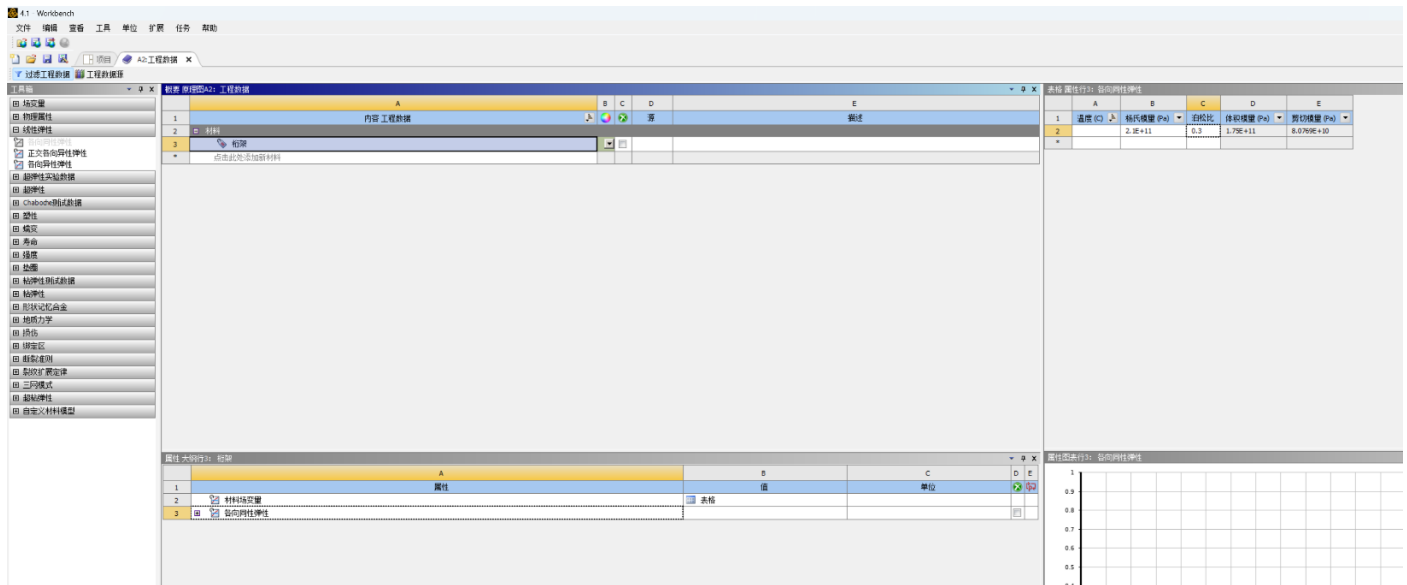 4.1 - Workbench
文件 编辑 查看 工具 单位 扩展 任务 帮助
项目 A2:工程数据 ×
过滤工程数据 工程数据源
工具箱
场变量
物理属性
线性弹性
各向同性弹性
正交各向异性弹性
各向异性弹性
超弹性实验数据
超弹性
Chaboche测试数据
塑性
蠕变
寿命
强度
垫圈
粘弹性测试数据
粘弹性
形状记忆合金
地质力学
损伤
绑定区
断裂准则
裂纹扩展定律
三网模式
超粘弹性
自定义材料模型
概要 原理图A2: 工程数据
A B C D E
1 内容 工程数据 源 描述
2 材料
3 桁架
* 点击此处添加新材料
属性 大纲行3: 桁架
A B C D E
1 属性 值 单位
2 材料场变量 表格
3 各向同性弹性
表格 属性行3: 各向同性弹性
A B C D E
1 温度 (C) 杨氏模量 (Pa) 泊松比 体积模量 (Pa) 剪切模量 (Pa)
2 2.1E+11 0.3 1.75E+11 8.0769E+10
*
属性图表行3: 各向同性弹性
1
0.9
0.8
0.7
0.6
0.5